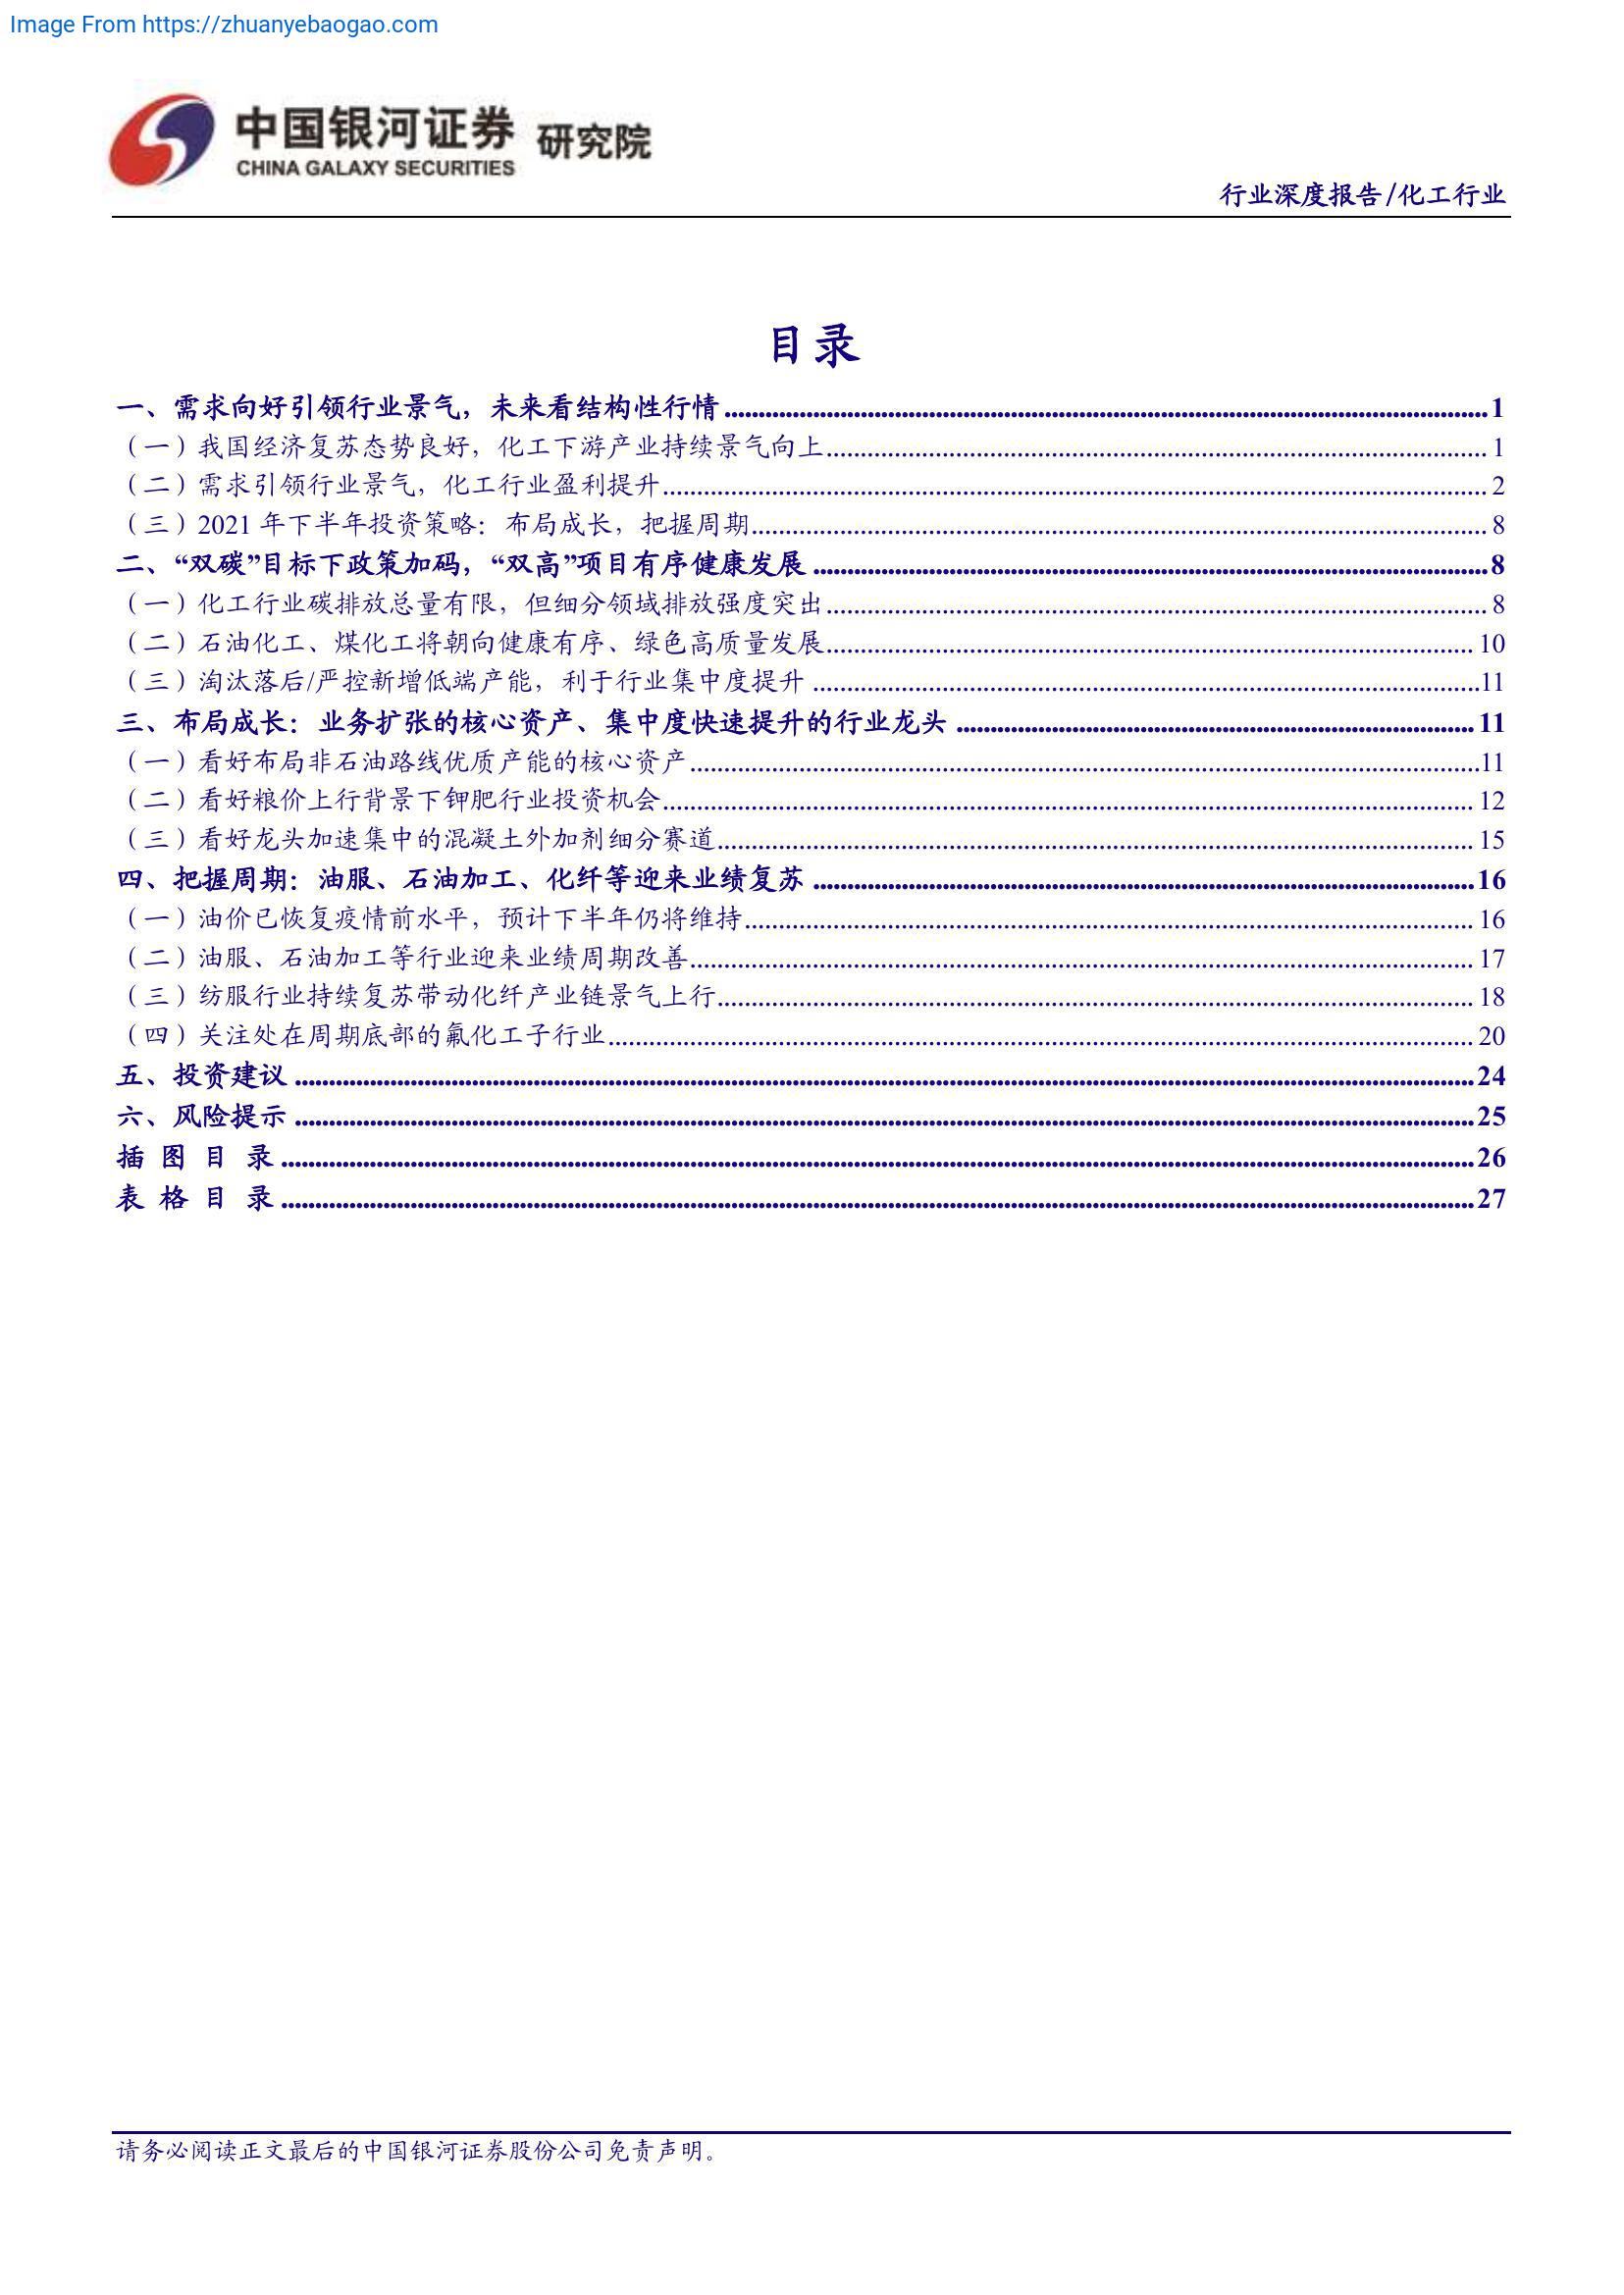 Image From https://zhuanyebaogao.com
中国银河证券 研究院
CHINA GALAXY SECURITIES
行业深度报告/化工行业
目录
一、需求向好引领行业景气，未来看结构性行情........1
（一）我国经济复苏态势良好，化工下游产业持续景气向上........1
（二）需求引领行业景气，化工行业盈利提升........2
（三）2021 年下半年投资策略：布局成长，把握周期........8
二、“双碳”目标下政策加码，“双高”项目有序健康发展........8
（一）化工行业碳排放总量有限，但细分领域排放强度突出........8
（二）石油化工、煤化工将朝向健康有序、绿色高质量发展........10
（三）淘汰落后/严控新增低端产能，利于行业集中度提升........11
三、布局成长：业务扩张的核心资产、集中度快速提升的行业龙头........11
（一）看好布局非石油路线优质产能的核心资产........11
（二）看好粮价上行背景下钾肥行业投资机会........12
（三）看好龙头加速集中的混凝土外加剂细分赛道........15
四、把握周期：油服、石油加工、化纤等迎来业绩复苏........16
（一）油价已恢复疫情前水平，预计下半年仍将维持........16
（二）油服、石油加工等行业迎来业绩周期改善........17
（三）纺服行业持续复苏带动化纤产业链景气上行........18
（四）关注处在周期底部的氟化工子行业........20
五、投资建议........24
六、风险提示........25
插 图 目 录........26
表 格 目 录........27
请务必阅读正文最后的中国银河证券股份公司免责声明。